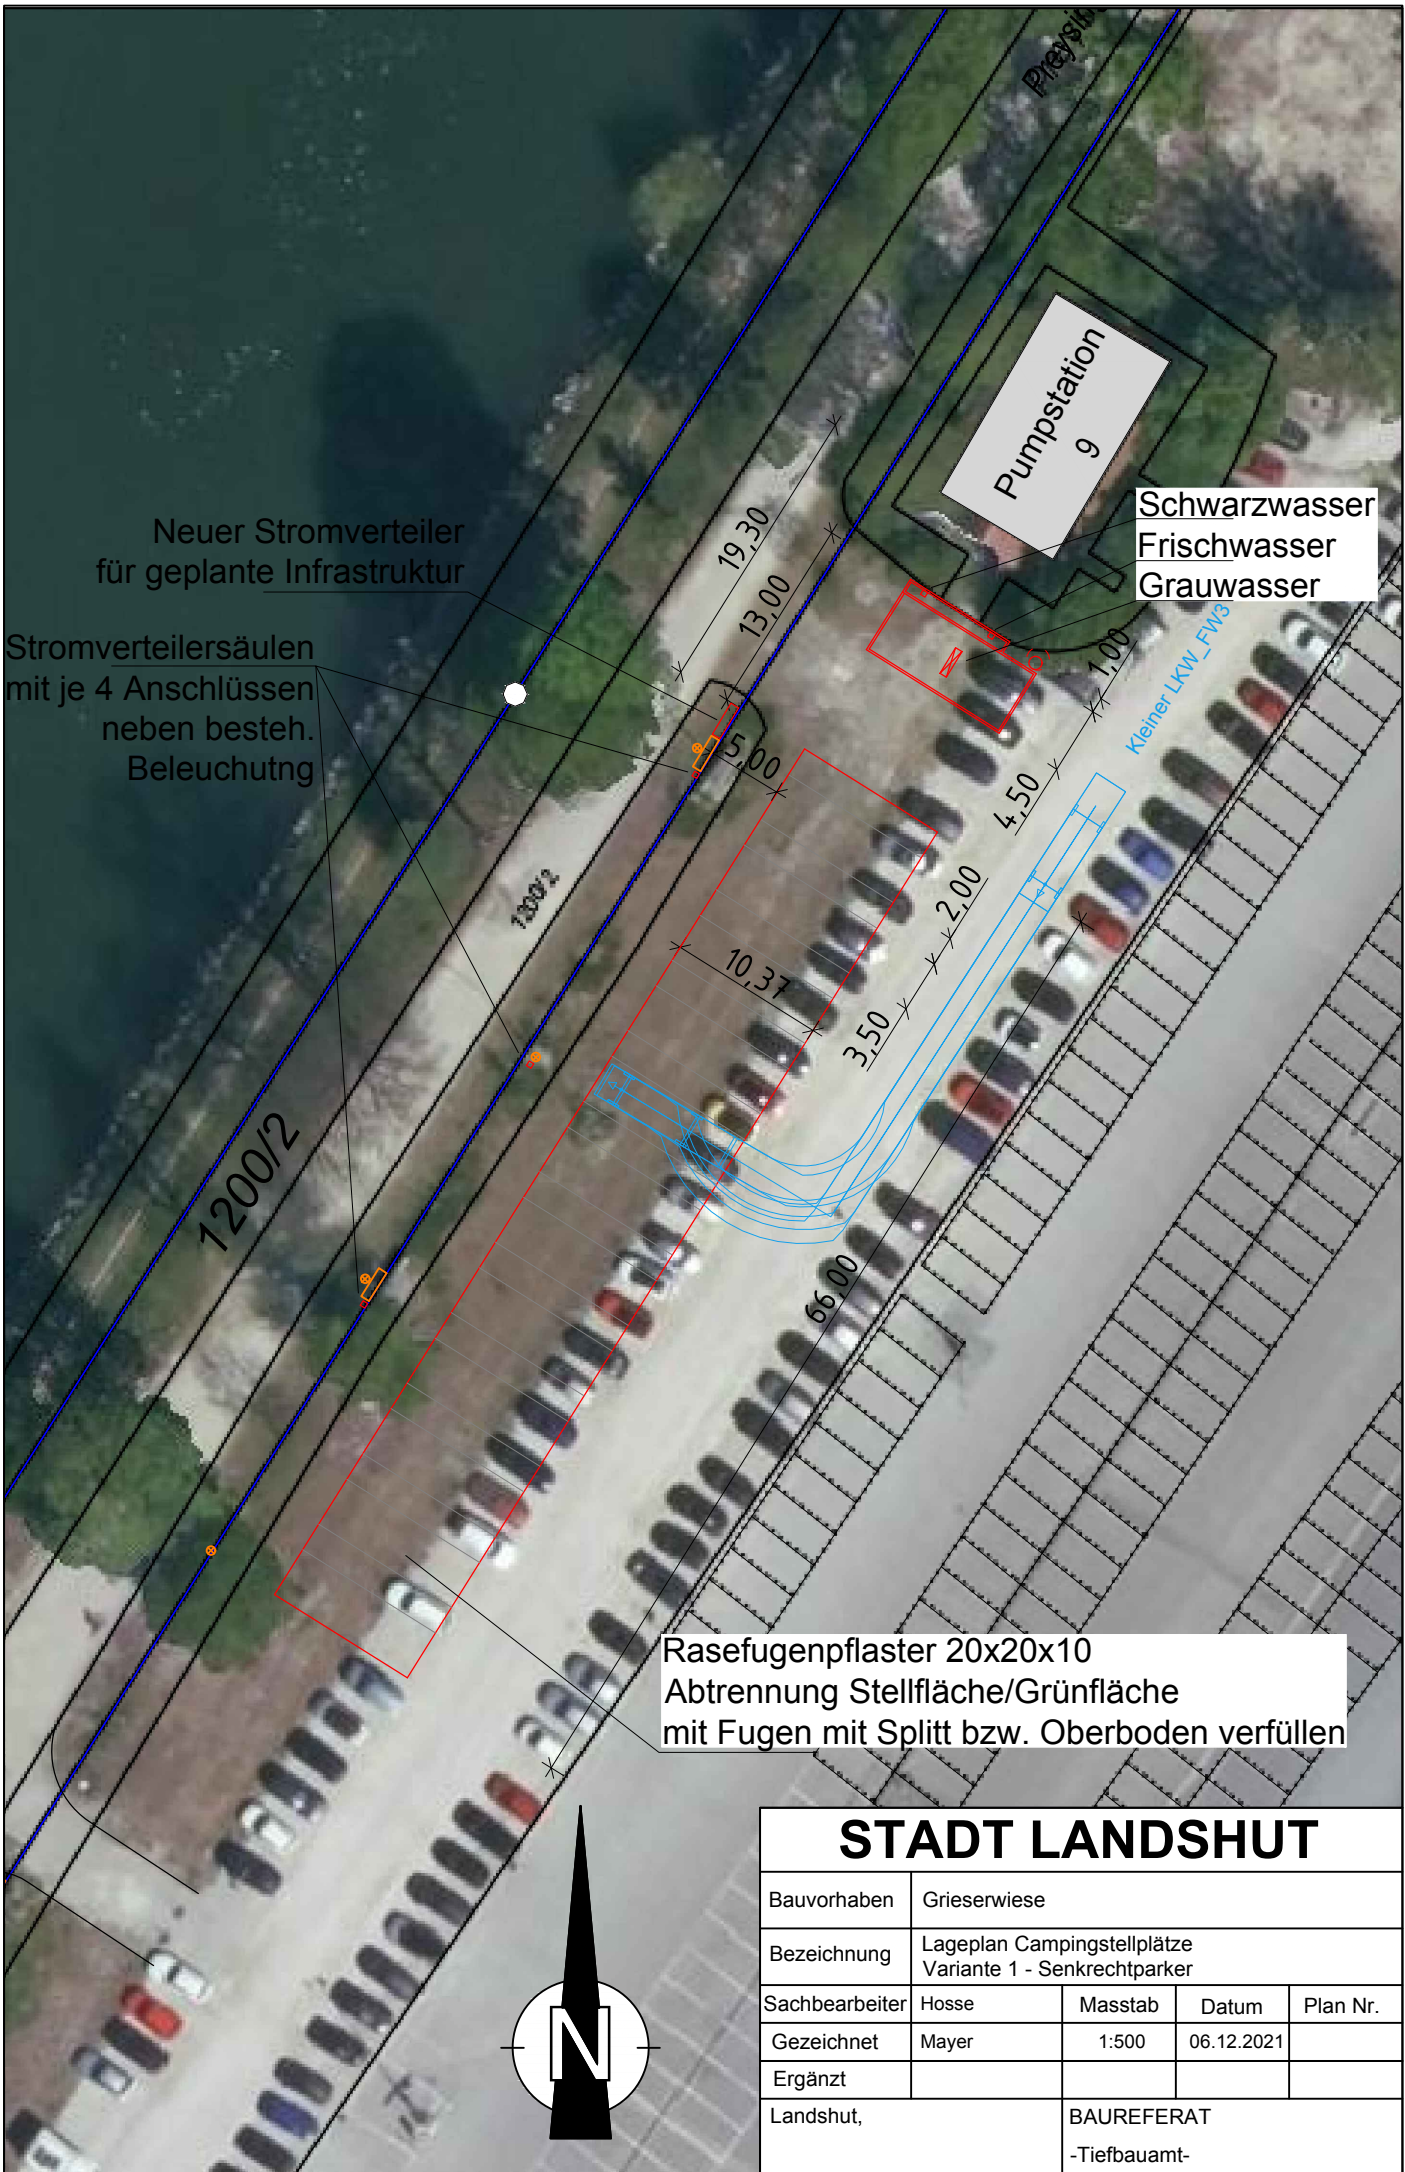 Pumpstation
9
Schwarzwasser
Frischwasser
Grauwasser
Neuer Stromverteiler
für geplante Infrastruktur
Stromverteilersäulen
mit je 4 Anschlüssen
neben besteh.
Beleuchutng
19,30
13,00
5,00
1,00
Kleiner LKW_FW3
4,50
2,00
3,50
10,37
66,00
1200/2
1200/2
Rasefugenpflaster 20x20x10
Abtrennung Stellfläche/Grünfläche
mit Fugen mit Splitt bzw. Oberboden verfüllen
N
STADT LANDSHUT
Bauvorhaben Grieserwiese
Bezeichnung Lageplan Campingstellplätze
Variante 1 - Senkrechtparker
Sachbearbeiter Hosse Masstab Datum Plan Nr.
Gezeichnet Mayer 1:500 06.12.2021
Ergänzt
Landshut, BAUREFERAT
-Tiefbauamt-